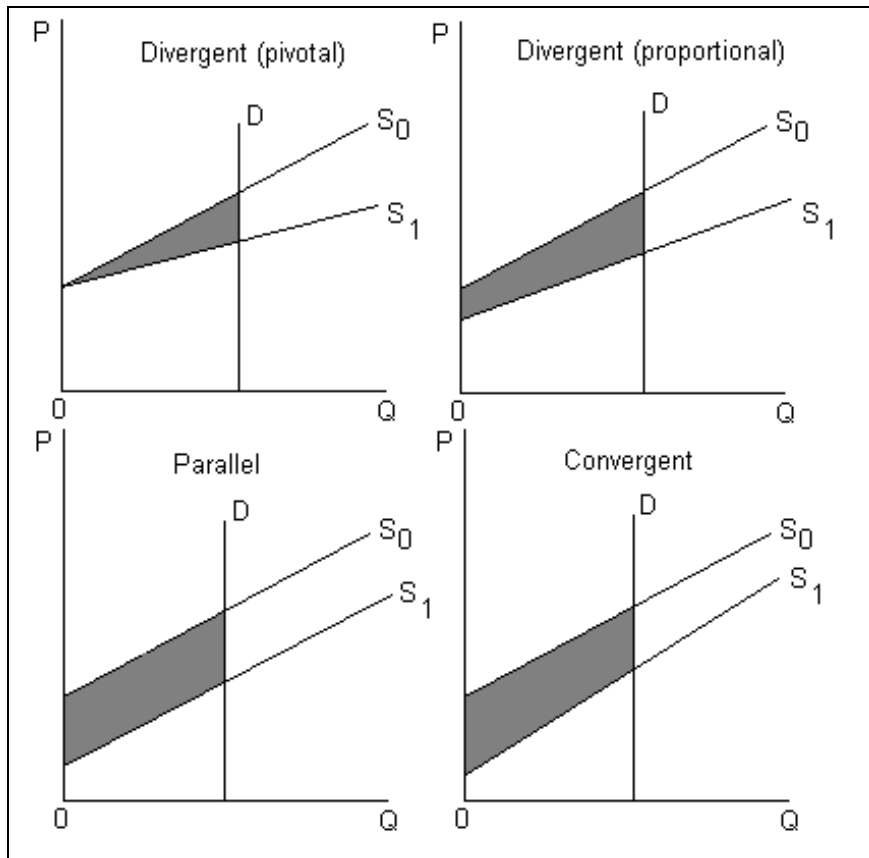 P
Divergent (pivotal)
D
S0
S1
0
Q
P
Divergent (proportional)
D
S0
S1
0
Q
P
Parallel
D
S0
S1
0
Q
P
Convergent
D
S0
S1
0
Q